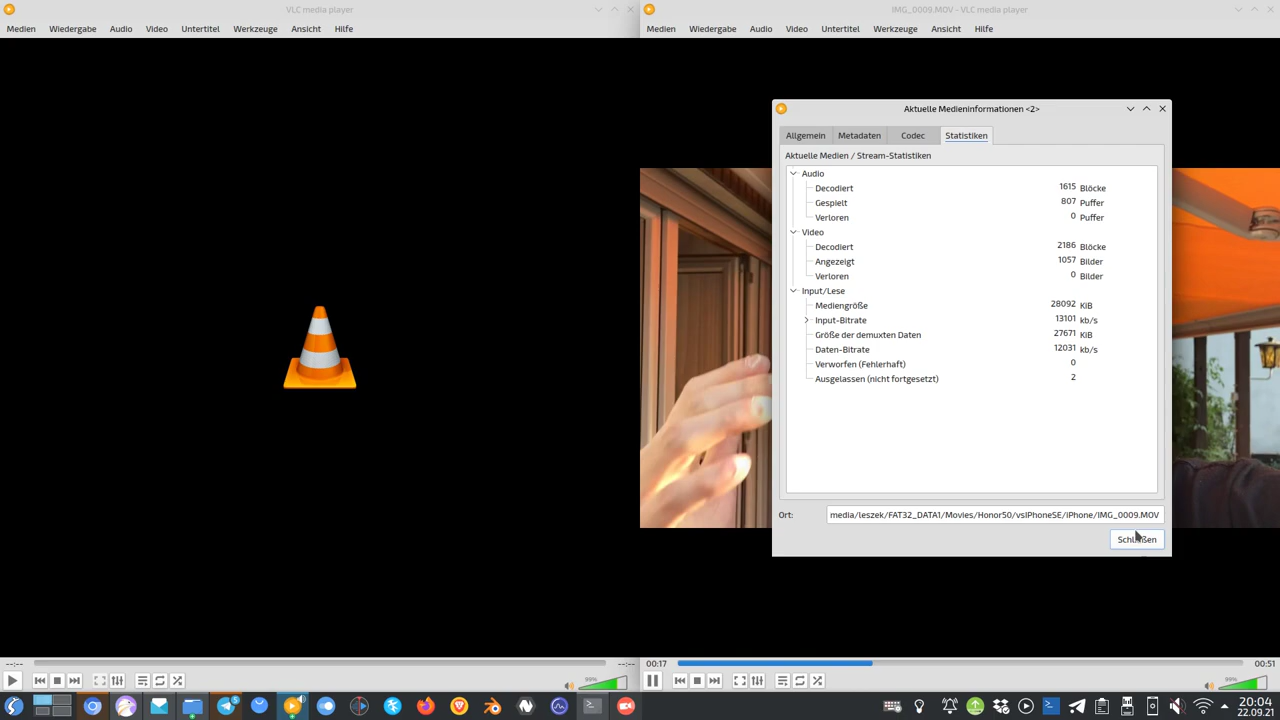 VLC media player
Medien Wiedergabe Audio Video Untertitel Werkzeuge Ansicht Hilfe
IMG_0009.MOV - VLC media player
Medien Wiedergabe Audio Video Untertitel Werkzeuge Ansicht Hilfe
Aktuelle Medieninformationen <2>
Allgemein Metadaten Codec Statistiken
Aktuelle Medien / Stream-Statistiken
Audio
Decodiert 1615 Blöcke
Gespielt 807 Puffer
Verloren 0 Puffer
Video
Decodiert 2186 Blöcke
Angezeigt 1057 Bilder
Verloren 0 Bilder
Input/Lese
Mediengröße 28092 KiB
Input-Bitrate 13101 kb/s
Größe der demuxten Daten 27671 KiB
Daten-Bitrate 12031 kb/s
Verworfen (Fehlerhaft) 0
Ausgelassen (nicht fortgesetzt) 2
Ort: media/leszek/FAT32_DATA1/Movies/Honor50/vsIPhoneSE/iPhone/IMG_0009.MOV
Schließen
--:-- --:--
99%
00:17 00:51
99%
20:04
22.09.21